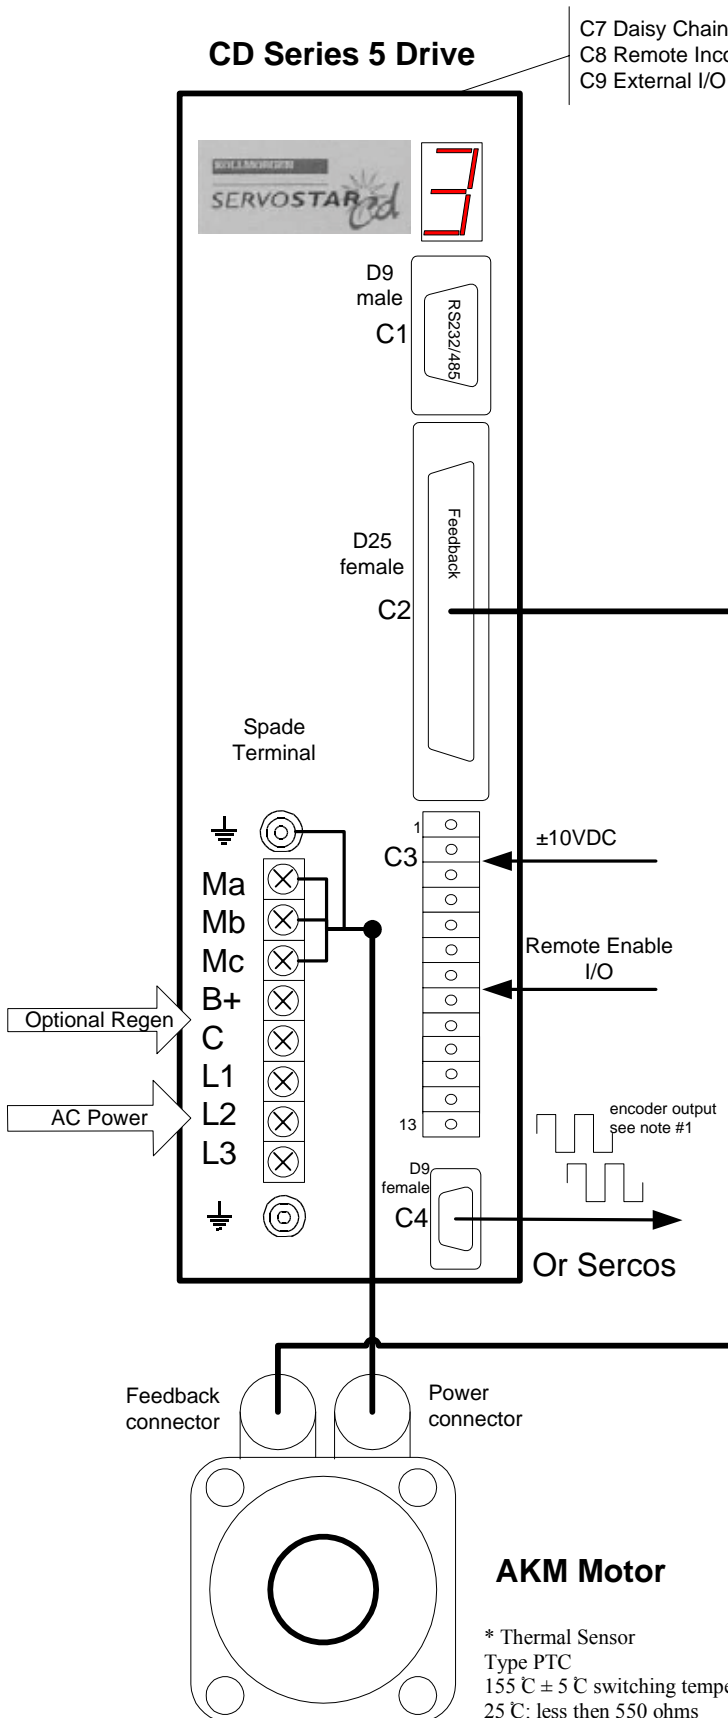 C7 Daisy Chain
C8 Remote
C9 External I/O
CD Series 5 Drive
KOLLMORGEN
SERVOSTAR cd
3
D9
male
C1
RS232/485
D25
female
C2
Feedback
Spade
Terminal
1
C3
±10VDC
Ma
Mb
Mc
B+
C
L1
L2
L3
Remote Enable
I/O
Optional Regen
AC Power
13
encoder output
see note #1
D9
female
C4
Or Sercos
Feedback
connector
Power
connector
AKM Motor
* Thermal Sensor
Type PTC
155 °C ± 5 °C switching
25 °C: less then 550 ohms